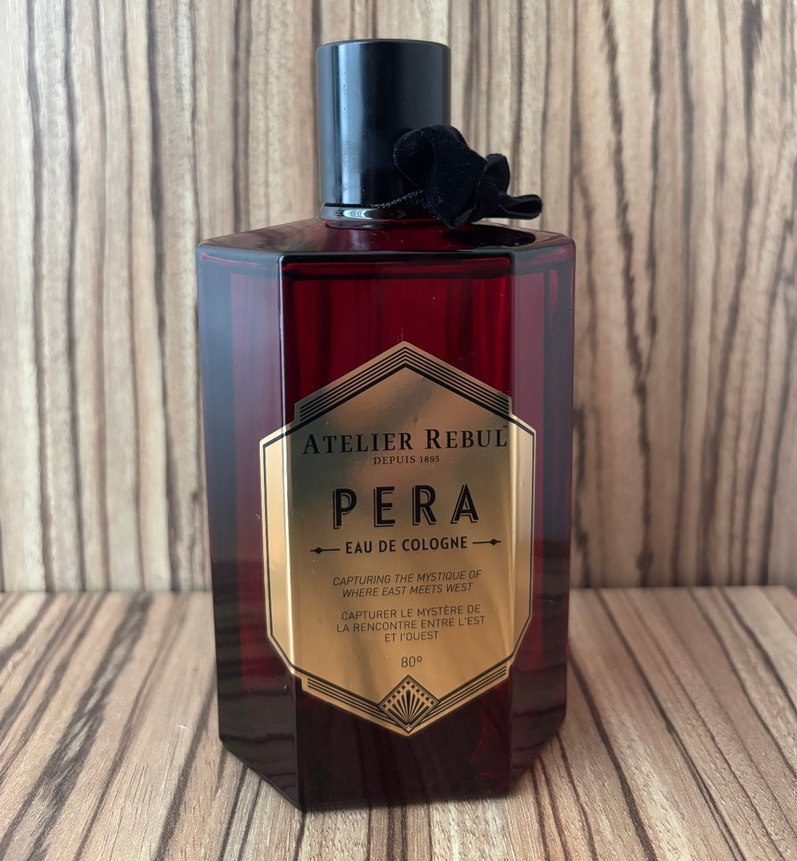 ATELIER REBUL
DEPUIS 1895
PERA
EAU DE COLOGNE
CAPTURING THE MYSTIQUE OF
WHERE EAST MEETS WEST
CAPTURER LE MYSTÈRE DE
LA RENCONTRE ENTRE L'EST
ET l'OUEST
80º